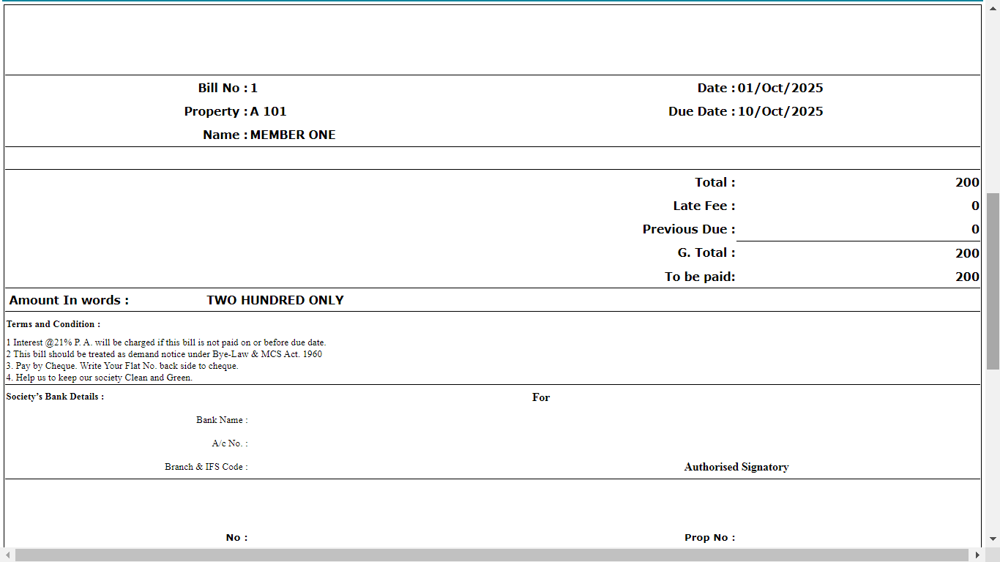 Bill No : 1 Date : 01/Oct/2025
Property : A 101 Due Date : 10/Oct/2025
Name : MEMBER ONE
Total : 200
Late Fee : 0
Previous Due : 0
G. Total : 200
To be paid: 200
Amount In words : TWO HUNDRED ONLY
Terms and Condition :
1 Interest @21% P. A. will be charged if this bill is not paid on or before due date.
2 This bill should be treated as demand notice under Bye-Law & MCS Act. 1960
3. Pay by Cheque. Write Your Flat No. back side to cheque.
4. Help us to keep our society Clean and Green.
Society’s Bank Details : For
Bank Name :
A/c No. :
Branch & IFS Code : Authorised Signatory
No : Prop No :